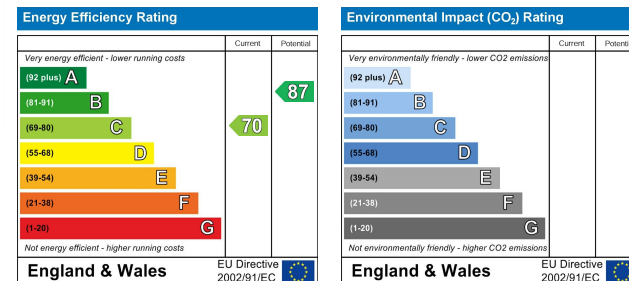 Energy Efficiency Rating
Current Potential
Very energy efficient - lower running costs
(92 plus) A
(81-91) B
87
(69-80) C
70
(55-68) D
(39-54) E
(21-38) F
(1-20) G
Not energy efficient - higher running costs
England & Wales
EU Directive
2002/91/EC
Environmental Impact (CO₂) Rating
Current Potential
Very environmentally friendly - lower CO2 emissions
(92 plus) A
(81-91) B
(69-80) C
(55-68) D
(39-54) E
(21-38) F
(1-20) G
Not environmentally friendly - higher CO2 emissions
England & Wales
EU Directive
2002/91/EC